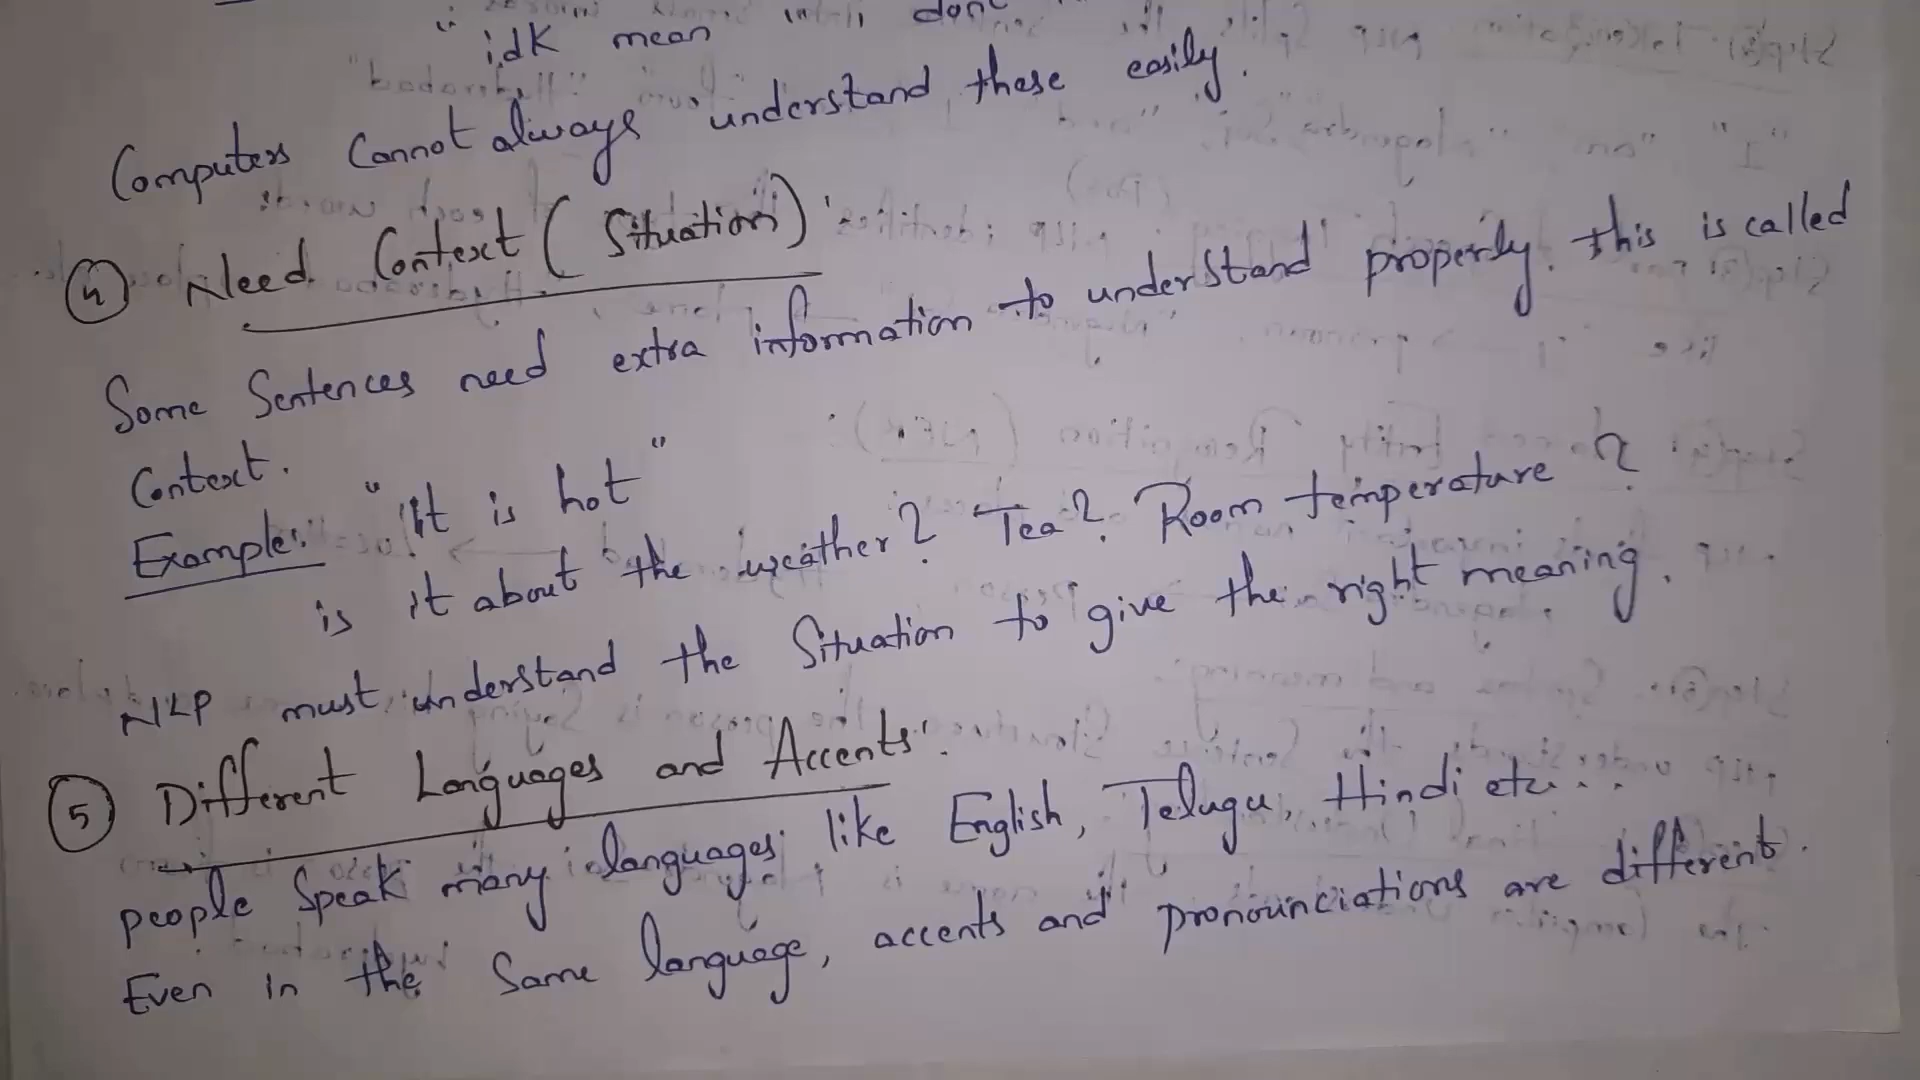 "idk mean
Computers Cannot always understand these easily.
④ Need Context (Situation):
Some Sentences need extra information to understand properly. this is called
Context.
Example: "It is hot"
is it about the weather? Tea? Room temperature?
NLP must understand the Situation to give the right meaning.
⑤ Different Languages and Accents:
people Speak many languages like English, Telugu, Hindi etc...
Even in the Same language, accents and pronounciations are different.